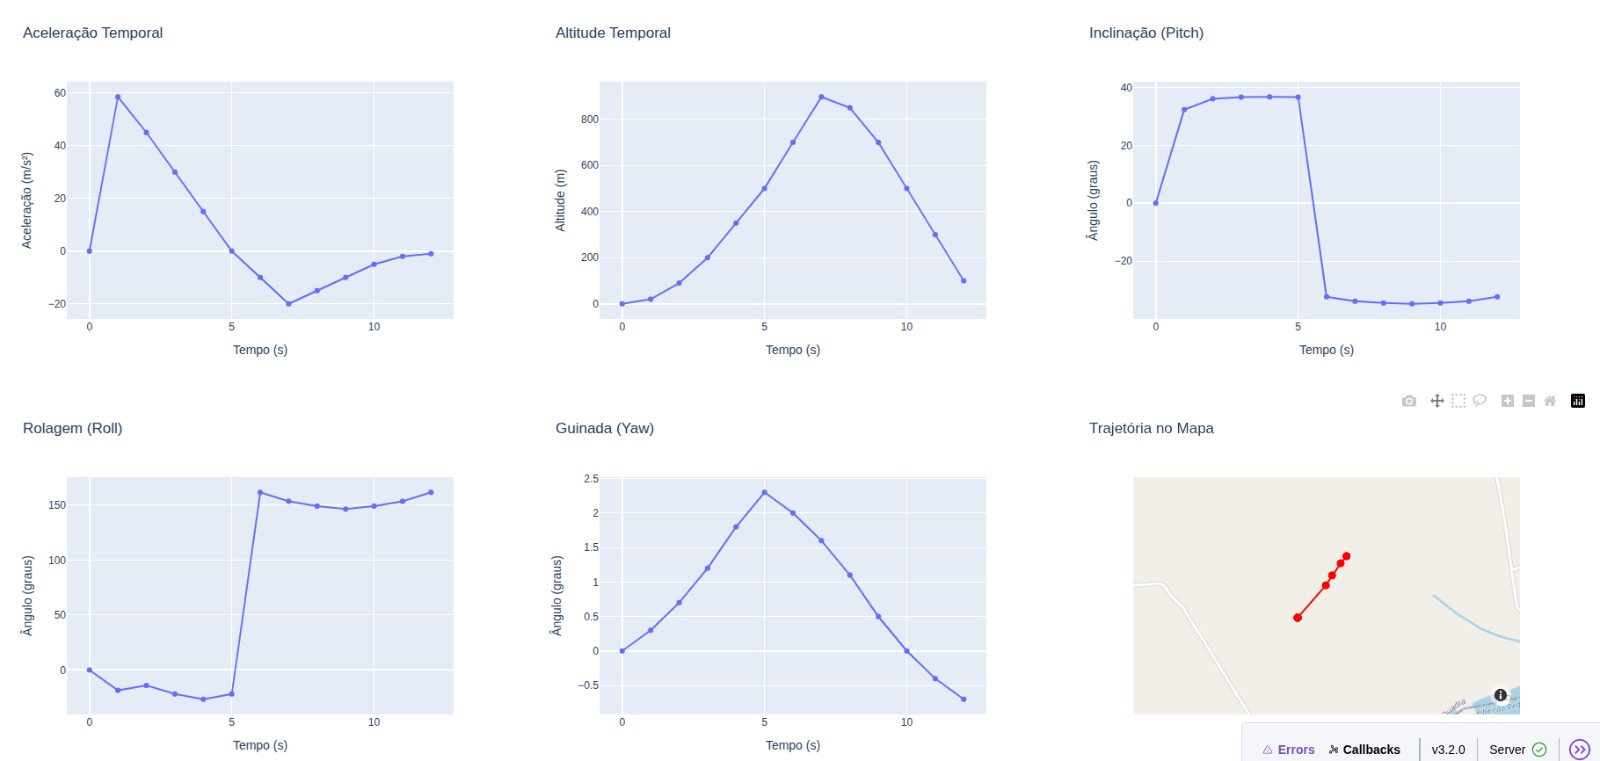 Aceleração Temporal
Altitude Temporal
Inclinação (Pitch)
Aceleração (m/s²)
60
40
20
0
−20
0
5
10
Tempo (s)
Altitude (m)
800
600
400
200
0
0
5
10
Tempo (s)
Ângulo (graus)
40
20
0
−20
0
5
10
Tempo (s)
Rolagem (Roll)
Guinada (Yaw)
Trajetória no Mapa
Ângulo (graus)
150
100
50
0
0
5
10
Tempo (s)
Ângulo (graus)
2.5
2
1.5
1
0.5
0
−0.5
0
5
10
Tempo (s)
Quadra
Errors
Callbacks
v3.2.0
Server